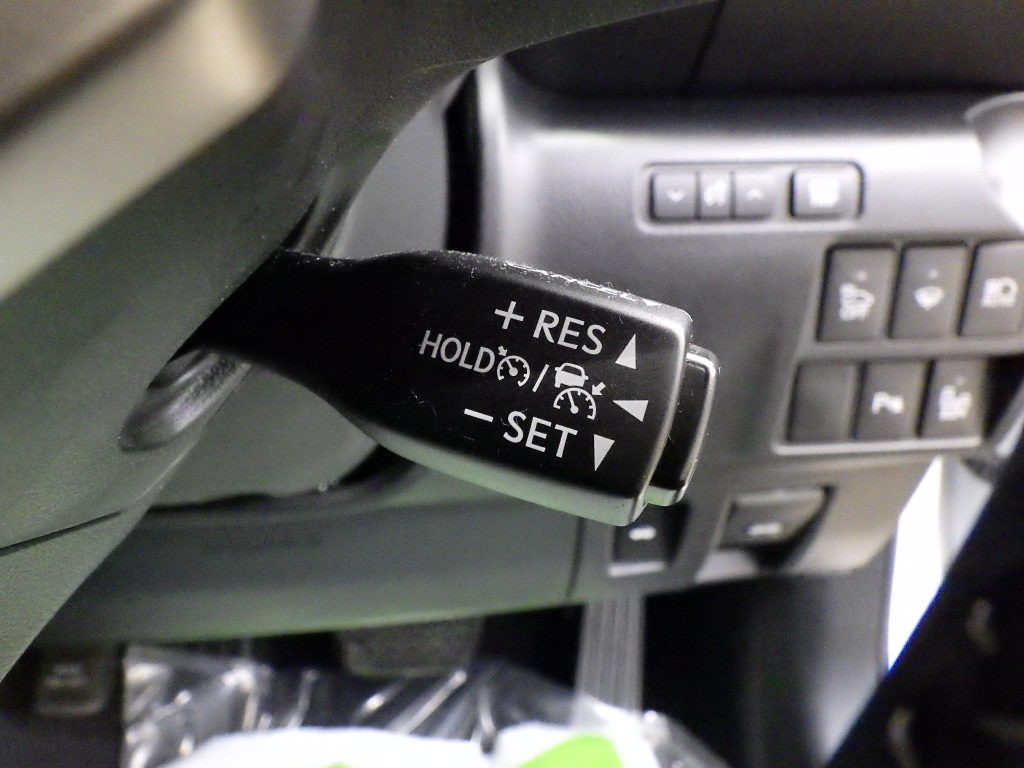 + RES
HOLD /
− SET